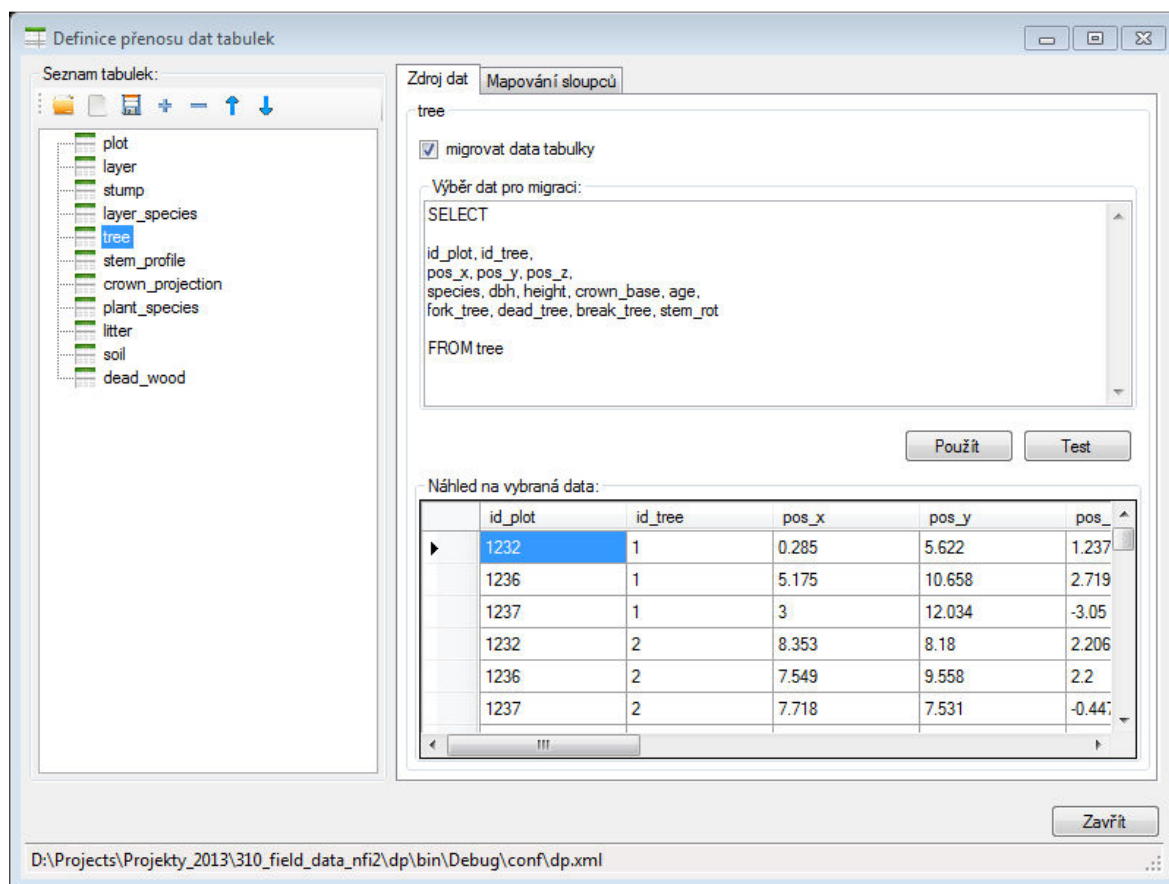 Definice přenosu dat tabulek
Seznam tabulek:
plot
layer
stump
layer_species
tree
stem_profile
crown_projection
plant_species
litter
soil
dead_wood
Zdroj dat Mapování sloupců
tree
migrovat data tabulky
Výběr dat pro migraci:
SELECT
id_plot, id_tree,
pos_x, pos_y, pos_z,
species, dbh, height, crown_base, age,
fork_tree, dead_tree, break_tree, stem_rot
FROM tree
Použít Test
Náhled na vybraná data:
id_plot id_tree pos_x pos_y pos_
1232 1 0.285 5.622 1.237
1236 1 5.175 10.658 2.719
1237 1 3 12.034 -3.05
1232 2 8.353 8.18 2.206
1236 2 7.549 9.558 2.2
1237 2 7.718 7.531 -0.447
Zavřít
D:\Projects\Projekty_2013\310_field_data_nfi2\dp\bin\Debug\conf\dp.xml